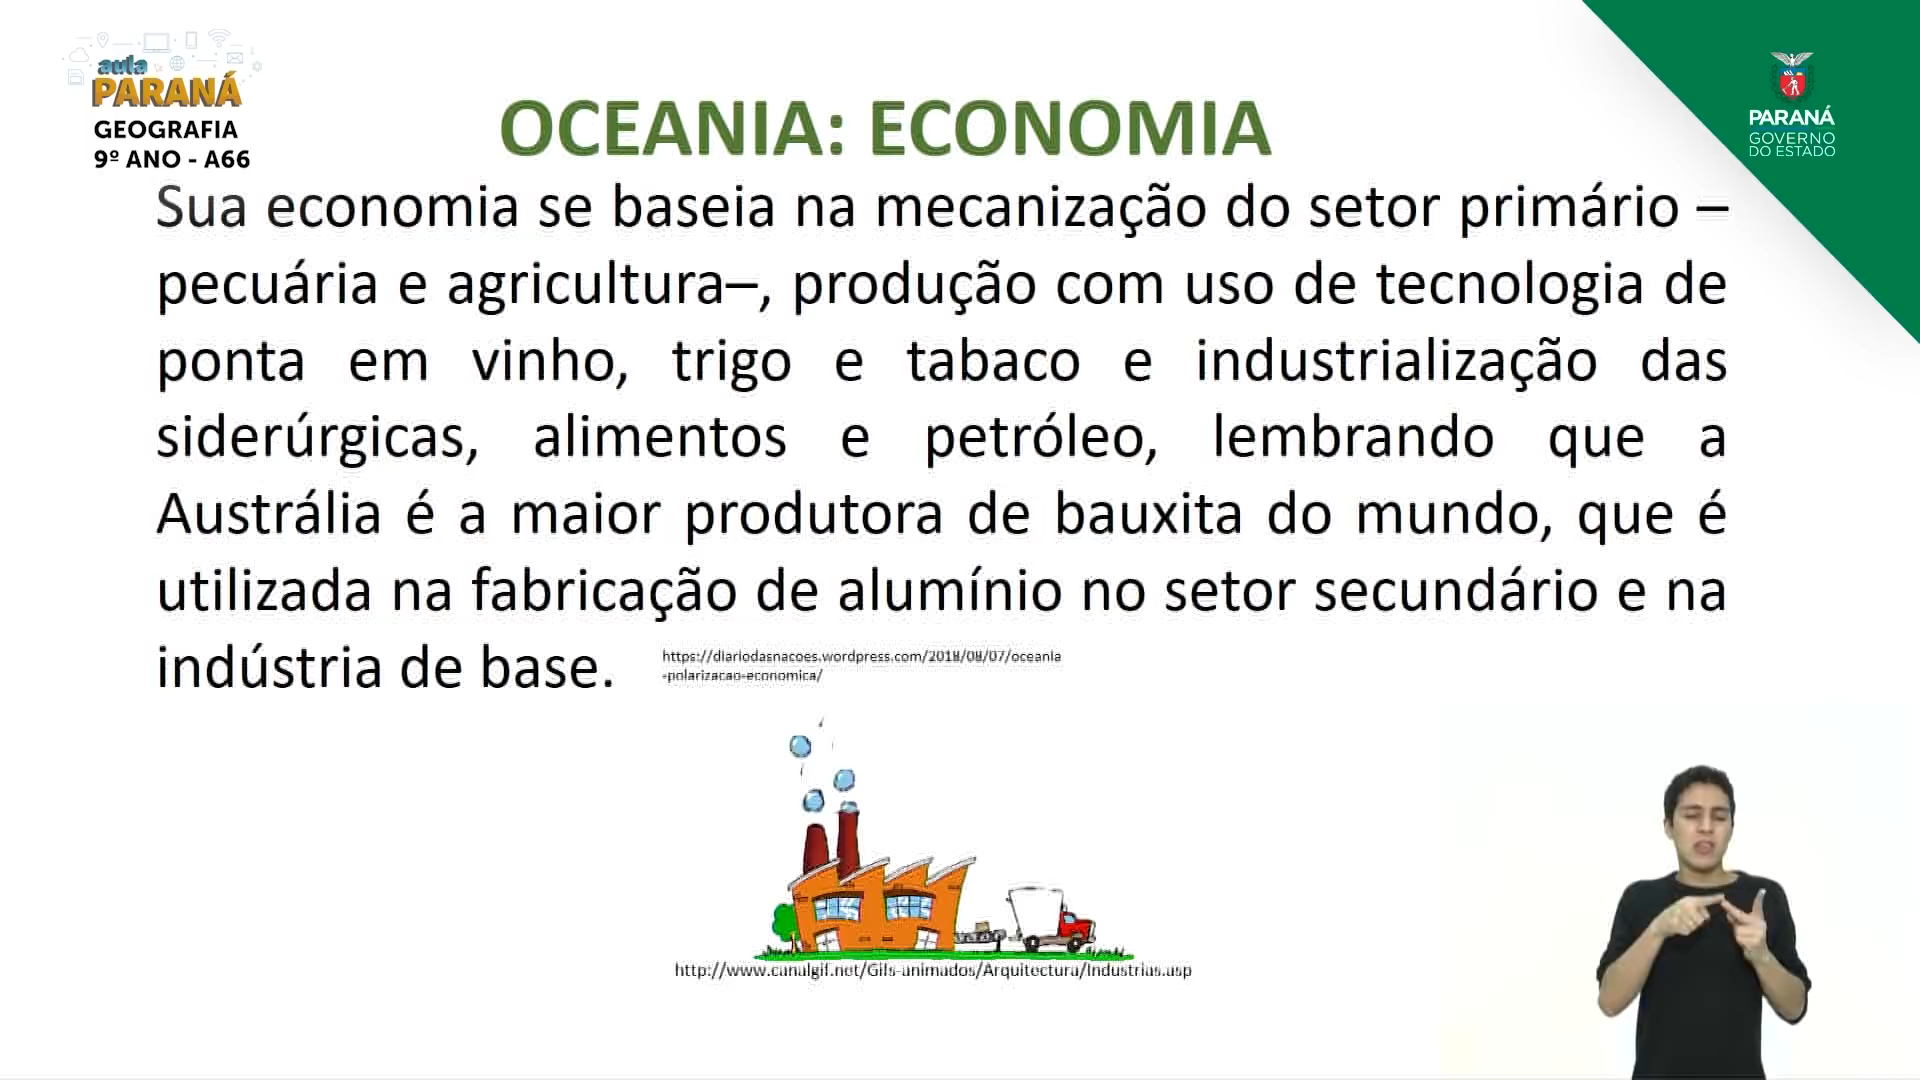 aula
PARANÁ
GEOGRAFIA
9º ANO - A66
OCEANIA: ECONOMIA
PARANÁ
GOVERNO
DO ESTADO
Sua economia se baseia na mecanização do setor primário –
pecuária e agricultura–, produção com uso de tecnologia de
ponta em vinho, trigo e tabaco e industrialização das
siderúrgicas, alimentos e petróleo, lembrando que a
Austrália é a maior produtora de bauxita do mundo, que é
utilizada na fabricação de alumínio no setor secundário e na
indústria de base.
https://diariodasnacoes.wordpress.com/2018/08/07/oceania
-polarizacao-economica/
http://www.canalgif.net/Gifs-animados/Arquitectura/Industrias.asp